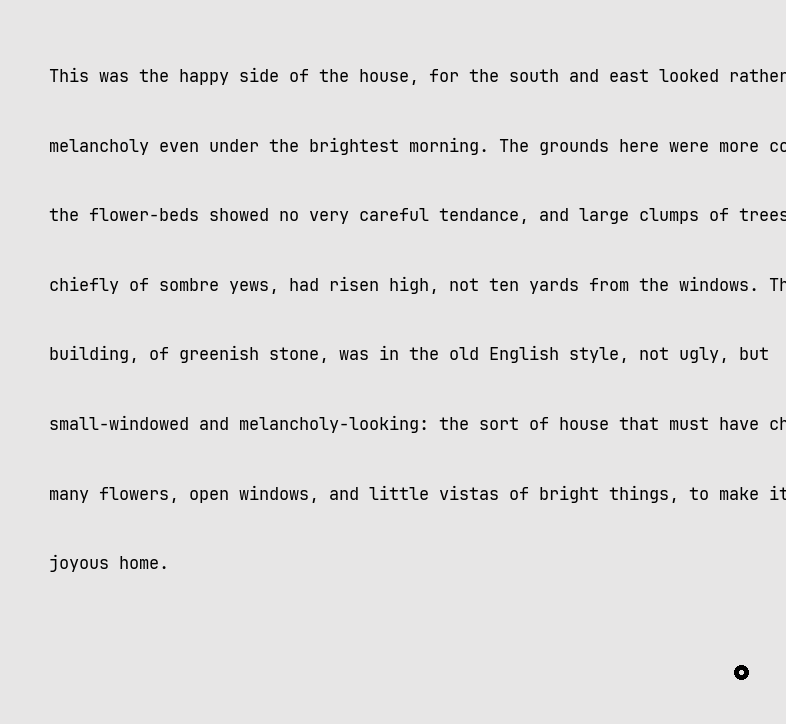 This was the happy side of the house, for the south and east looked rather
melancholy even under the brightest morning. The grounds here were more co
the flower-beds showed no very careful tendance, and large clumps of trees
chiefly of sombre yews, had risen high, not ten yards from the windows. Th
building, of greenish stone, was in the old English style, not ugly, but
small-windowed and melancholy-looking: the sort of house that must have ch
many flowers, open windows, and little vistas of bright things, to make it
joyous home.